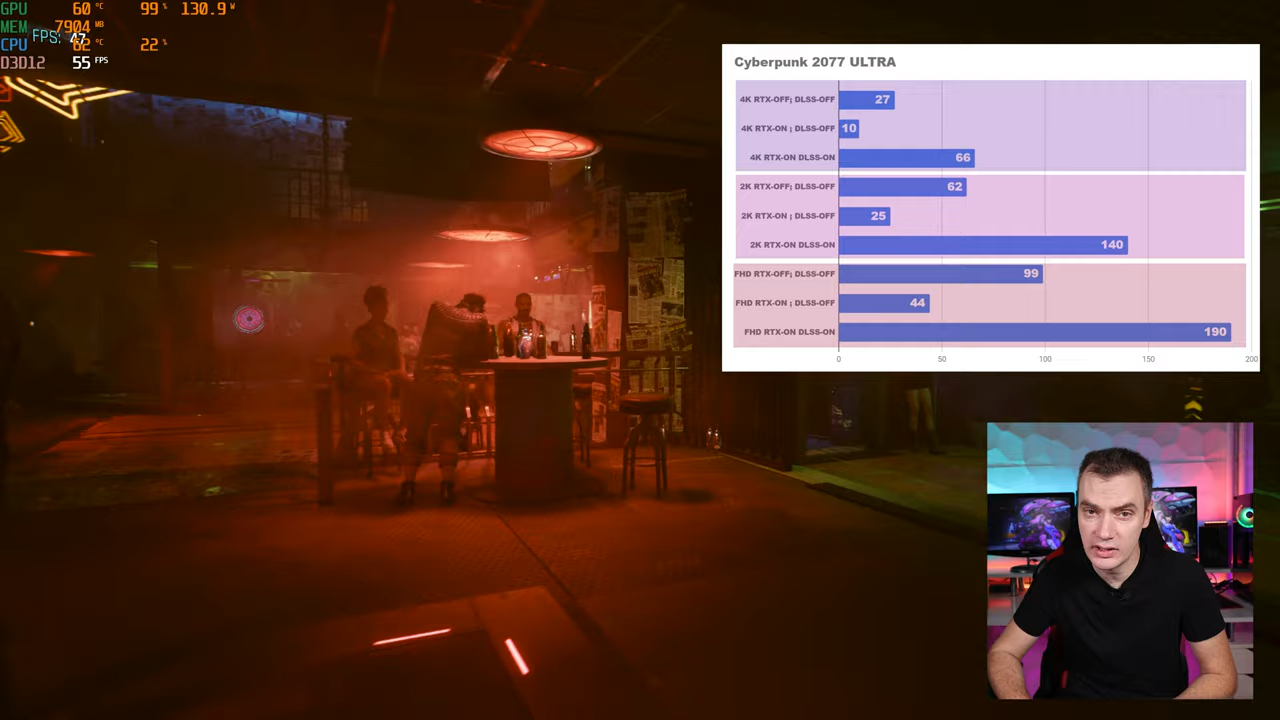 GPU 60 °C 99 % 130.9 W
MEM 7904 MB
FPS: 47
CPU 62 °C 22 %
D3D12 55 FPS
Cyberpunk 2077 ULTRA
4K RTX-OFF; DLSS-OFF 27
4K RTX-ON ; DLSS-OFF 10
4K RTX-ON DLSS-ON 66
2K RTX-OFF; DLSS-OFF 62
2K RTX-ON ; DLSS-OFF 25
2K RTX-ON DLSS-ON 140
FHD RTX-OFF; DLSS-OFF 99
FHD RTX-ON ; DLSS-OFF 44
FHD RTX-ON DLSS-ON 190
0 50 100 150 200